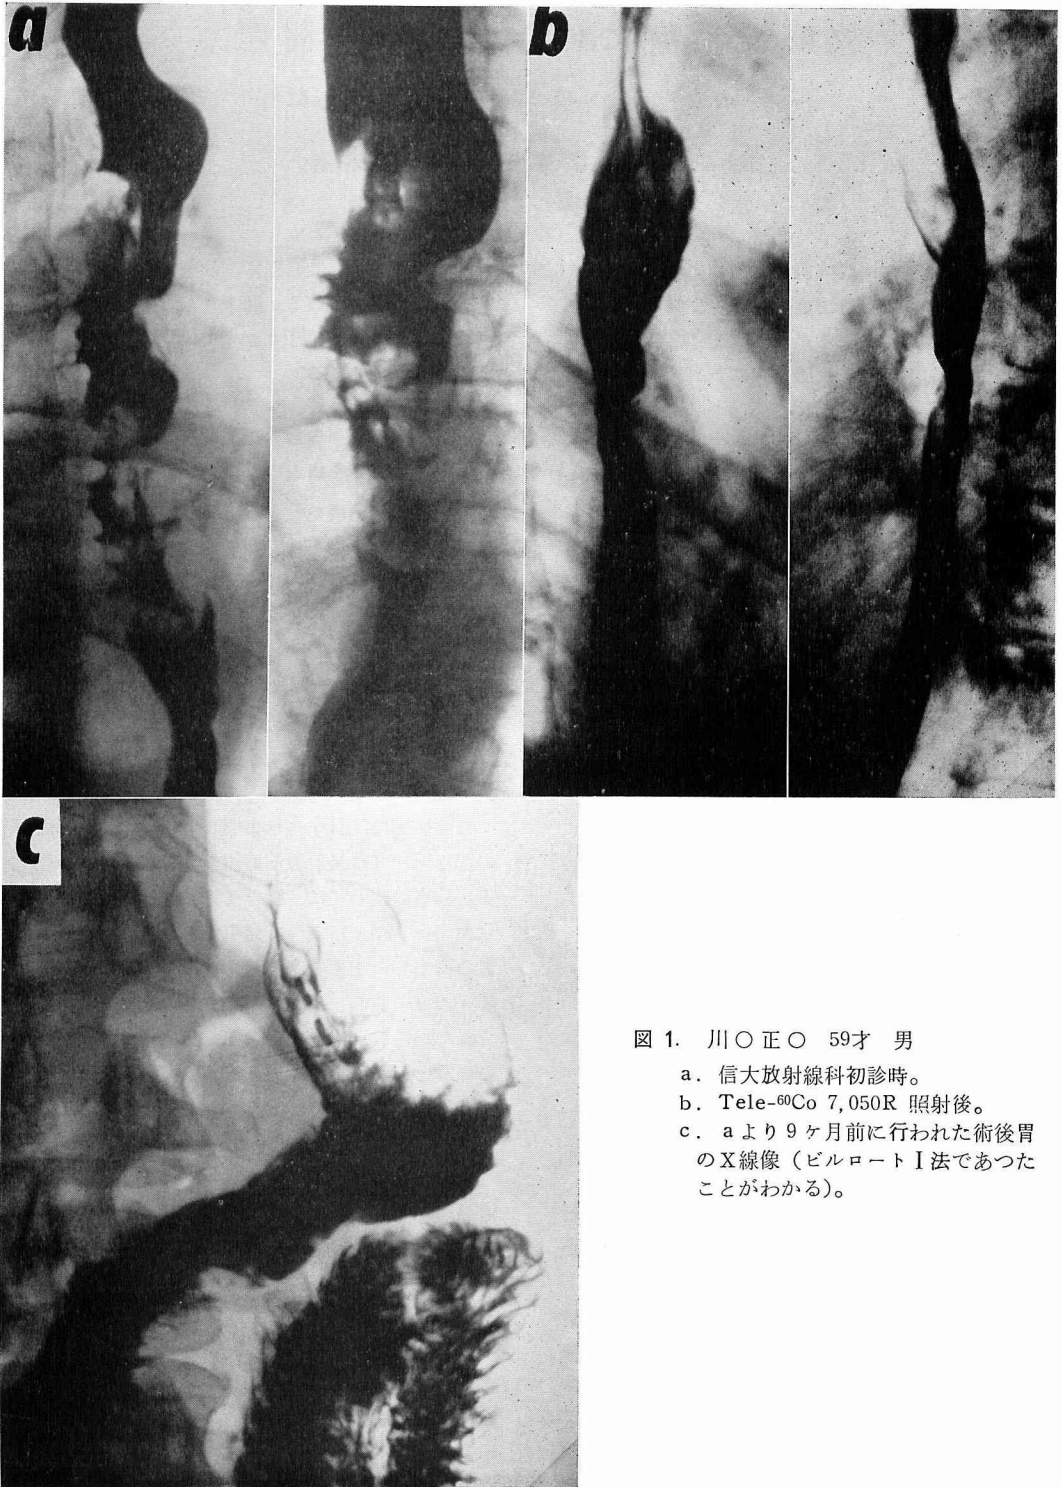 a
b
c
図 1. 川○正○ 59才 男
a. 信大放射線科初診時。
b. Tele-⁶⁰Co 7,050R 照射後。
c. aより9ケ月前に行われた術後胃
のX線像（ビルロートⅠ法であつた
ことがわかる）。